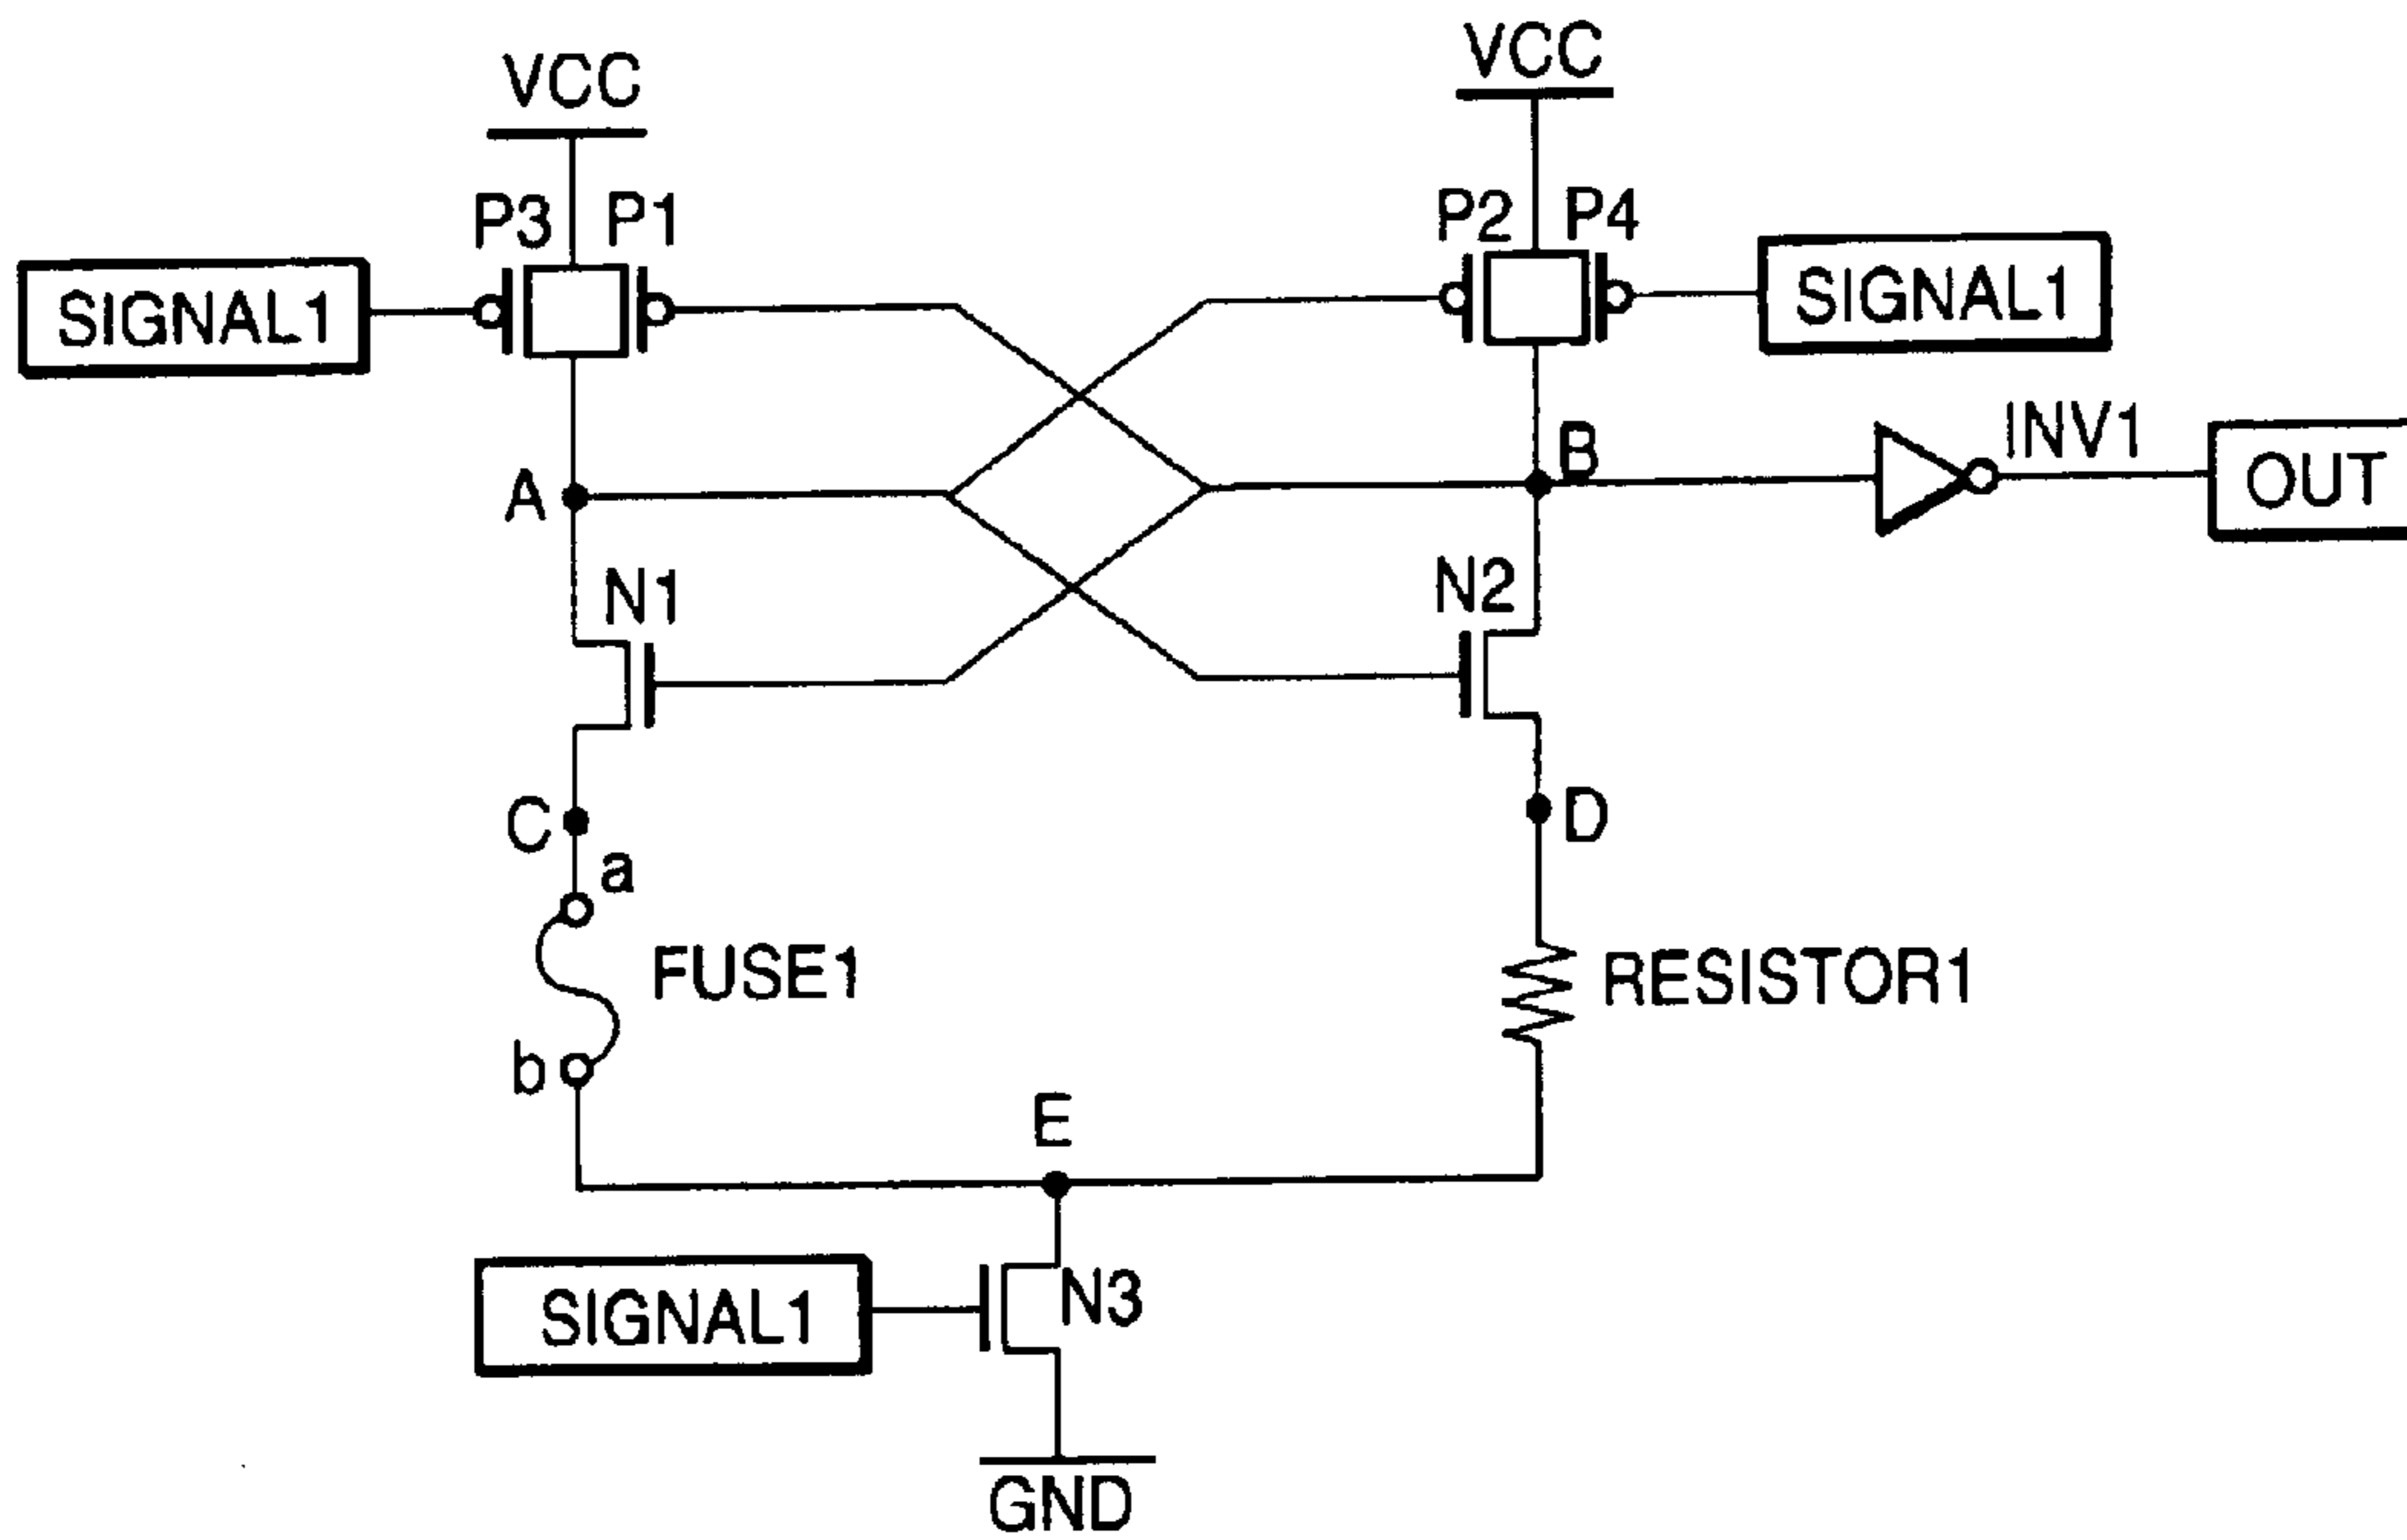 VCC
VCC
P3
P1
P2
P4
SIGNAL1
SIGNAL1
A
B
INV1
OUT
N1
N2
C
a
D
FUSE1
RESISTOR1
b
E
SIGNAL1
N3
GND